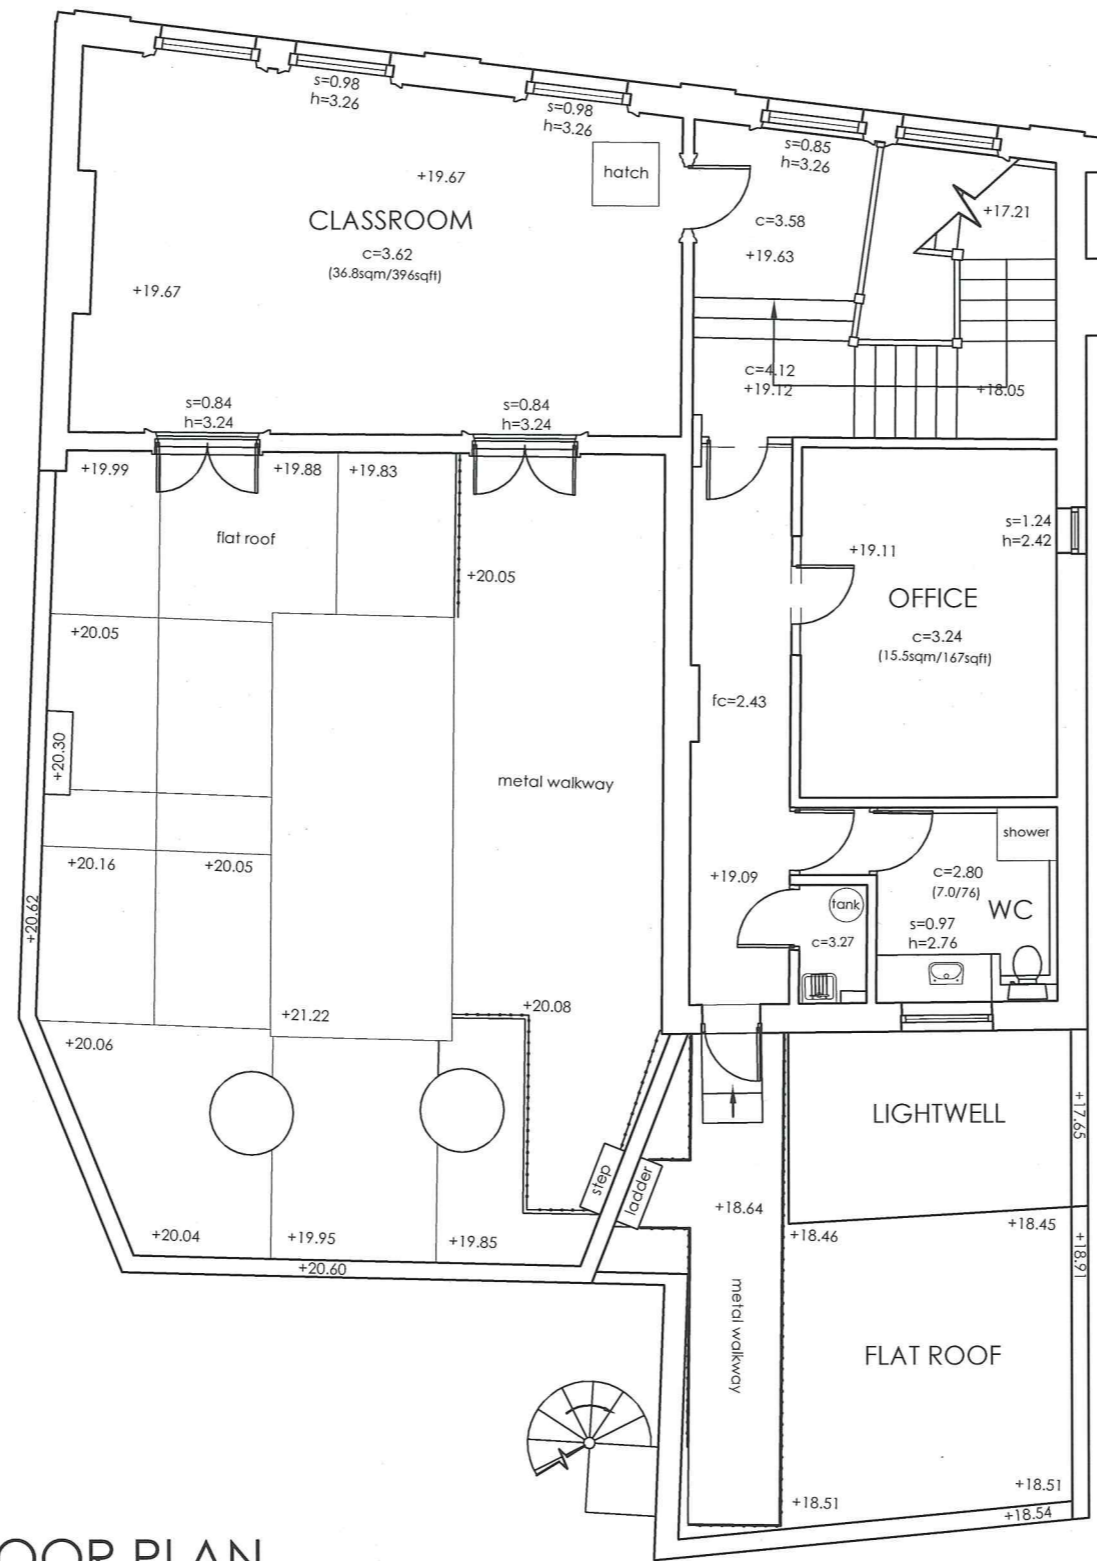 s=0.98
h=3.26
s=0.98
h=3.26
s=0.85
h=3.26
hatch
+19.67
+17.21
CLASSROOM
c=3.62
(36.8sqm/396sqft)
c=3.58
+19.63
+19.67
c=4.12
+19.12
+18.05
s=0.84
h=3.24
s=0.84
h=3.24
+19.99
+19.88
+19.83
flat roof
+20.05
s=1.24
h=2.42
+19.11
OFFICE
c=3.24
(15.5sqm/167sqft)
+20.05
fc=2.43
+20.30
metal walkway
shower
+20.16
+20.05
+19.09
c=2.80
(7.0/76)
WC
tank
s=0.97
h=2.76
c=3.27
+20.62
+21.22
+20.08
+20.06
LIGHTWELL
+17.65
step
ladder
+18.64
+18.46
+18.45
+20.04
+19.95
+19.85
+20.60
+18.91
metal walkway
FLAT ROOF
+18.51
+18.51
+18.54
OOR PLAN